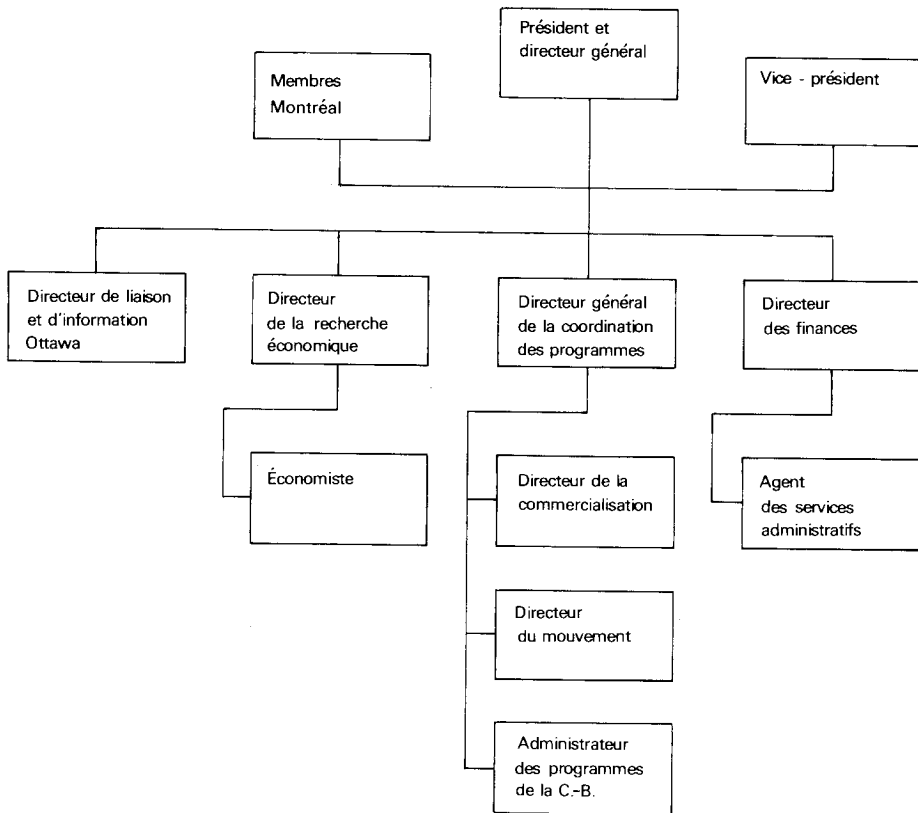 Président et
directeur général
Membres
Montréal
Vice - président
Directeur de liaison
et d'information
Ottawa
Directeur
de la recherche
économique
Directeur général
de la coordination
des programmes
Directeur
des finances
Économiste
Directeur de la
commercialisation
Agent
des services
administratifs
Directeur
du mouvement
Administrateur
des programmes
de la C.-B.